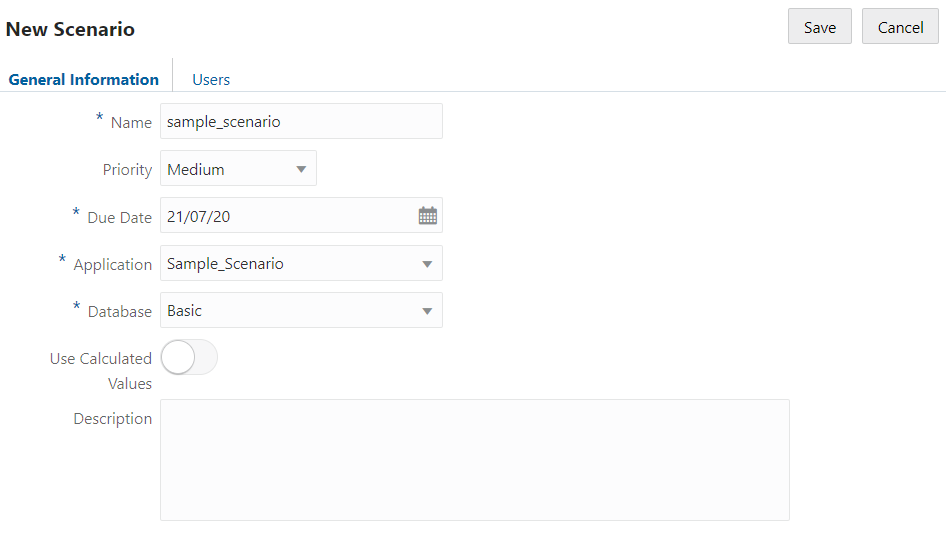 New Scenario
Save
Cancel
General Information
Users
* Name
sample_scenario
Priority
Medium
* Due Date
21/07/20
* Application
Sample_Scenario
* Database
Basic
Use Calculated
Values
Description